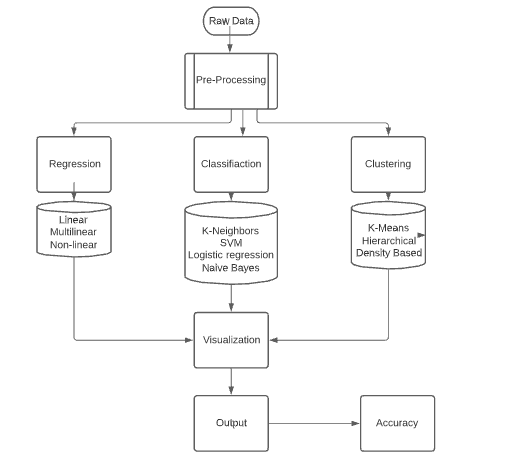 Raw Data
Pre-Processing
Regression
Classifiaction
Clustering
Linear
Multilinear
Non-linear
K-Neighbors
SVM
Logistic regression
Naive Bayes
K-Means
Hierarchical
Density Based
Visualization
Output
Accuracy